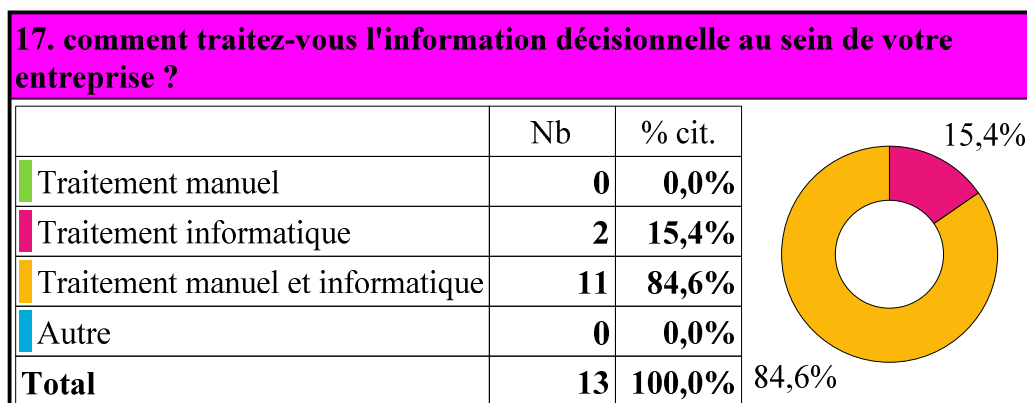 17. comment traitez-vous l'information décisionnelle au sein de votre
entreprise ?
Nb % cit.
Traitement manuel 0 0,0%
Traitement informatique 2 15,4%
Traitement manuel et informatique 11 84,6%
Autre 0 0,0%
Total 13 100,0%
15,4%
84,6%